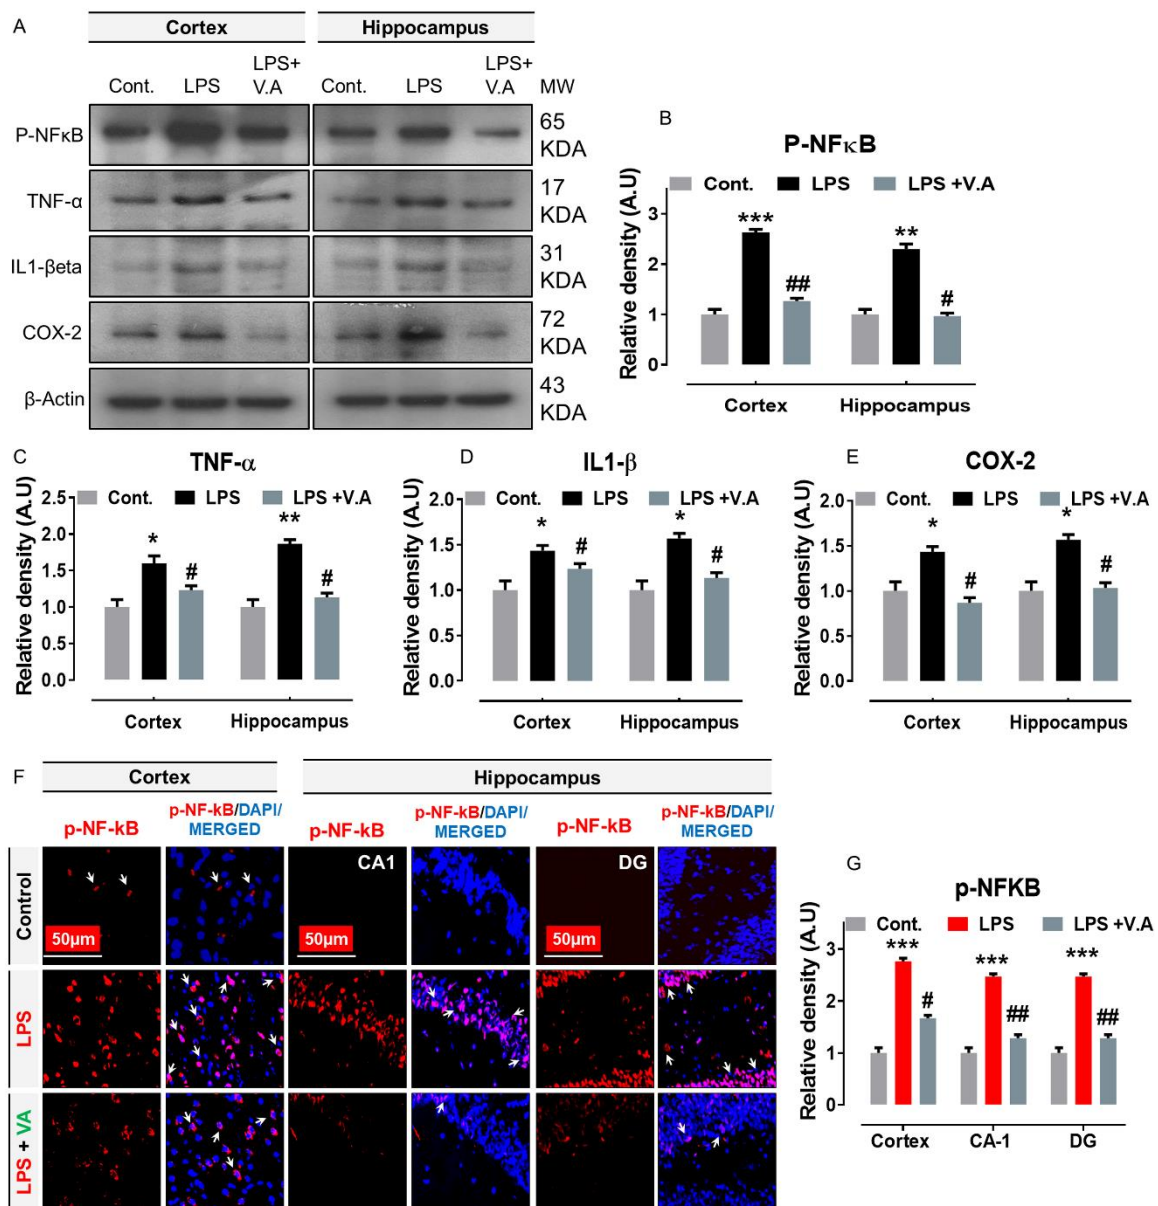 A
Cortex
Hippocampus
Cont.
LPS
LPS+
V.A
Cont.
LPS
LPS+
V.A
MW
P-NFκB
65
KDA
TNF-α
17
KDA
IL1-βeta
31
KDA
COX-2
72
KDA
β-Actin
43
KDA
B
P-NFκB
Cont. LPS LPS +V.A
Relative density (A.U)
3
2
1
0
***
##
**
#
Cortex Hippocampus
C
TNF-α
Cont. LPS LPS +V.A
Relative density (A.U)
2.5
2.0
1.5
1.0
0.5
0.0
*
#
**
#
Cortex Hippocampus
D
IL1-β
Cont. LPS LPS +V.A
Relative density (A.U)
2.0
1.5
1.0
0.5
0.0
*
#
*
#
Cortex Hippocampus
E
COX-2
Cont. LPS LPS +V.A
Relative density (A.U)
2.0
1.5
1.0
0.5
0.0
*
#
*
#
Cortex Hippocampus
F
Cortex
Hippocampus
p-NF-kB
p-NF-kB/DAPI/
MERGED
p-NF-kB
p-NF-kB/DAPI/
MERGED
p-NF-kB
p-NF-kB/DAPI/
MERGED
Control
50μm
CA1
50μm
DG
50μm
LPS
LPS + VA
G
p-NFKB
Cont. LPS LPS +V.A
Relative density (A.U)
3
2
1
0
***
#
***
##
***
##
Cortex CA-1 DG